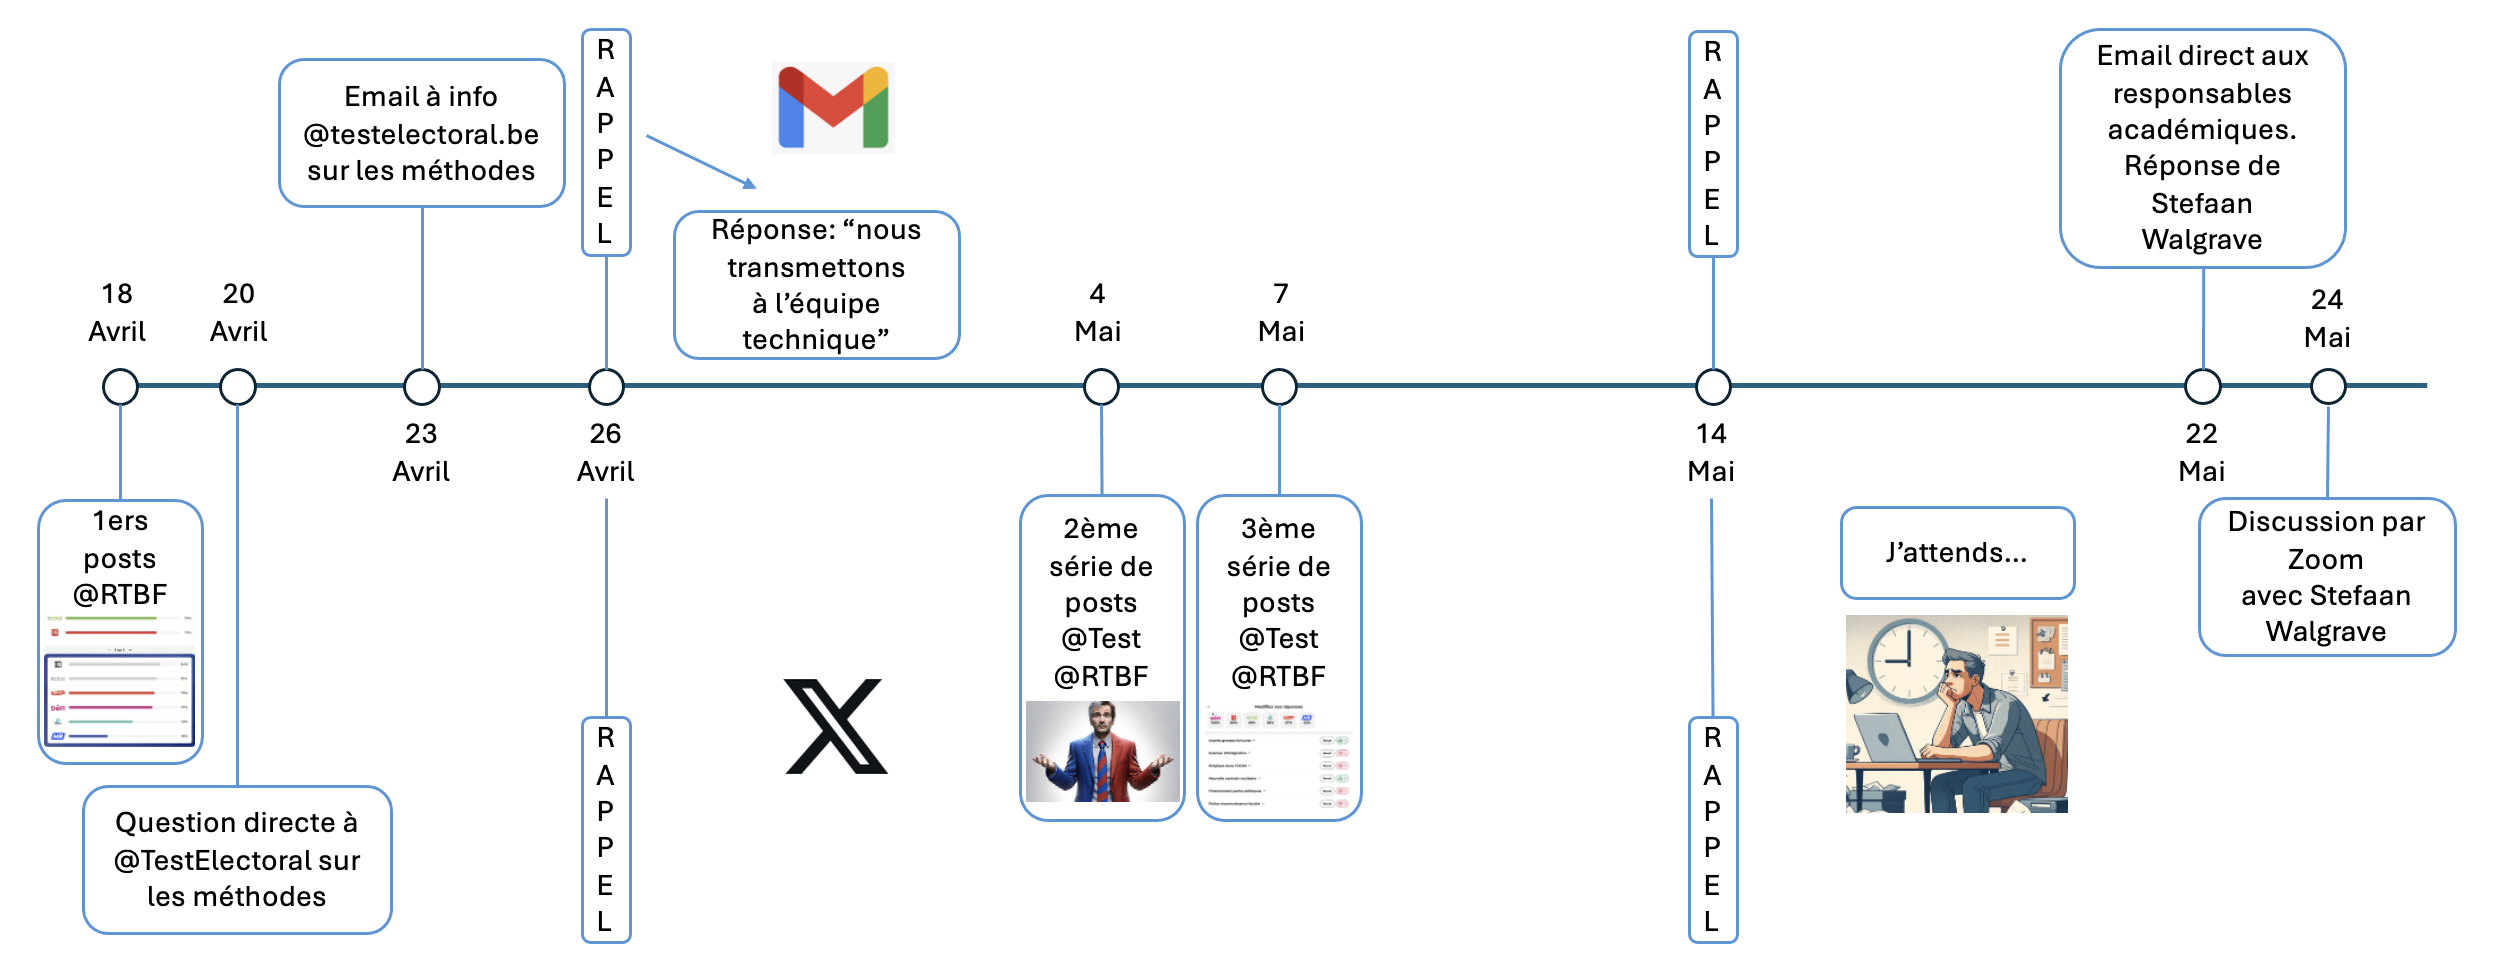 Email à info
@testelectoral.be
sur les méthodes
R
A
P
P
E
L
Réponse: “nous
transmettons
à l’équipe
technique”
R
A
P
P
E
L
Email direct aux
responsables
académiques.
Réponse de
Stefaan
Walgrave
18
Avril
20
Avril
4
Mai
7
Mai
24
Mai
23
Avril
26
Avril
14
Mai
22
Mai
1ers
posts
@RTBF
Question directe à
@TestElectoral sur
les méthodes
R
A
P
P
E
L
2ème
série de
posts
@Test
@RTBF
3ème
série de
posts
@Test
@RTBF
Modifiez vos réponses
R
A
P
P
E
L
J’attends...
Discussion par
Zoom
avec Stefaan
Walgrave